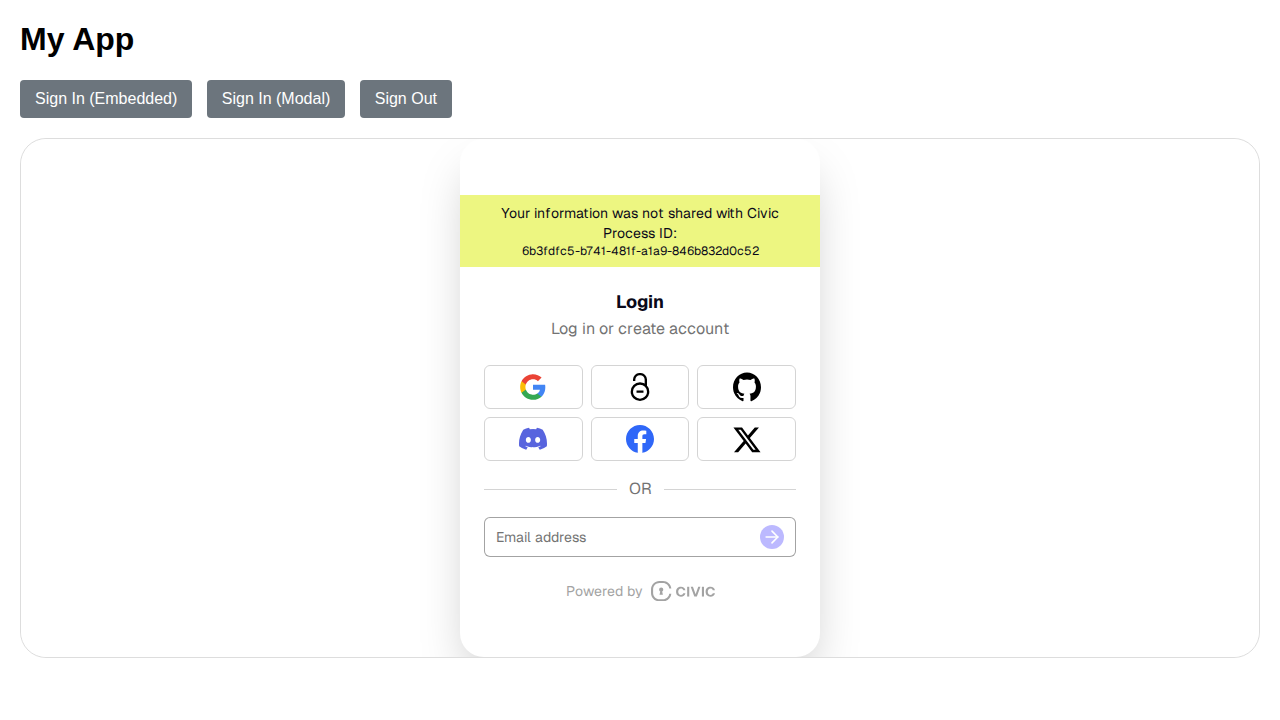 My App
Sign In (Embedded) Sign In (Modal) Sign Out
Your information was not shared with Civic
Process ID:
6b3fdfc5-b741-481f-a1a9-846b832d0c52
Login
Log in or create account
OR
Email address
Powered by CIVIC